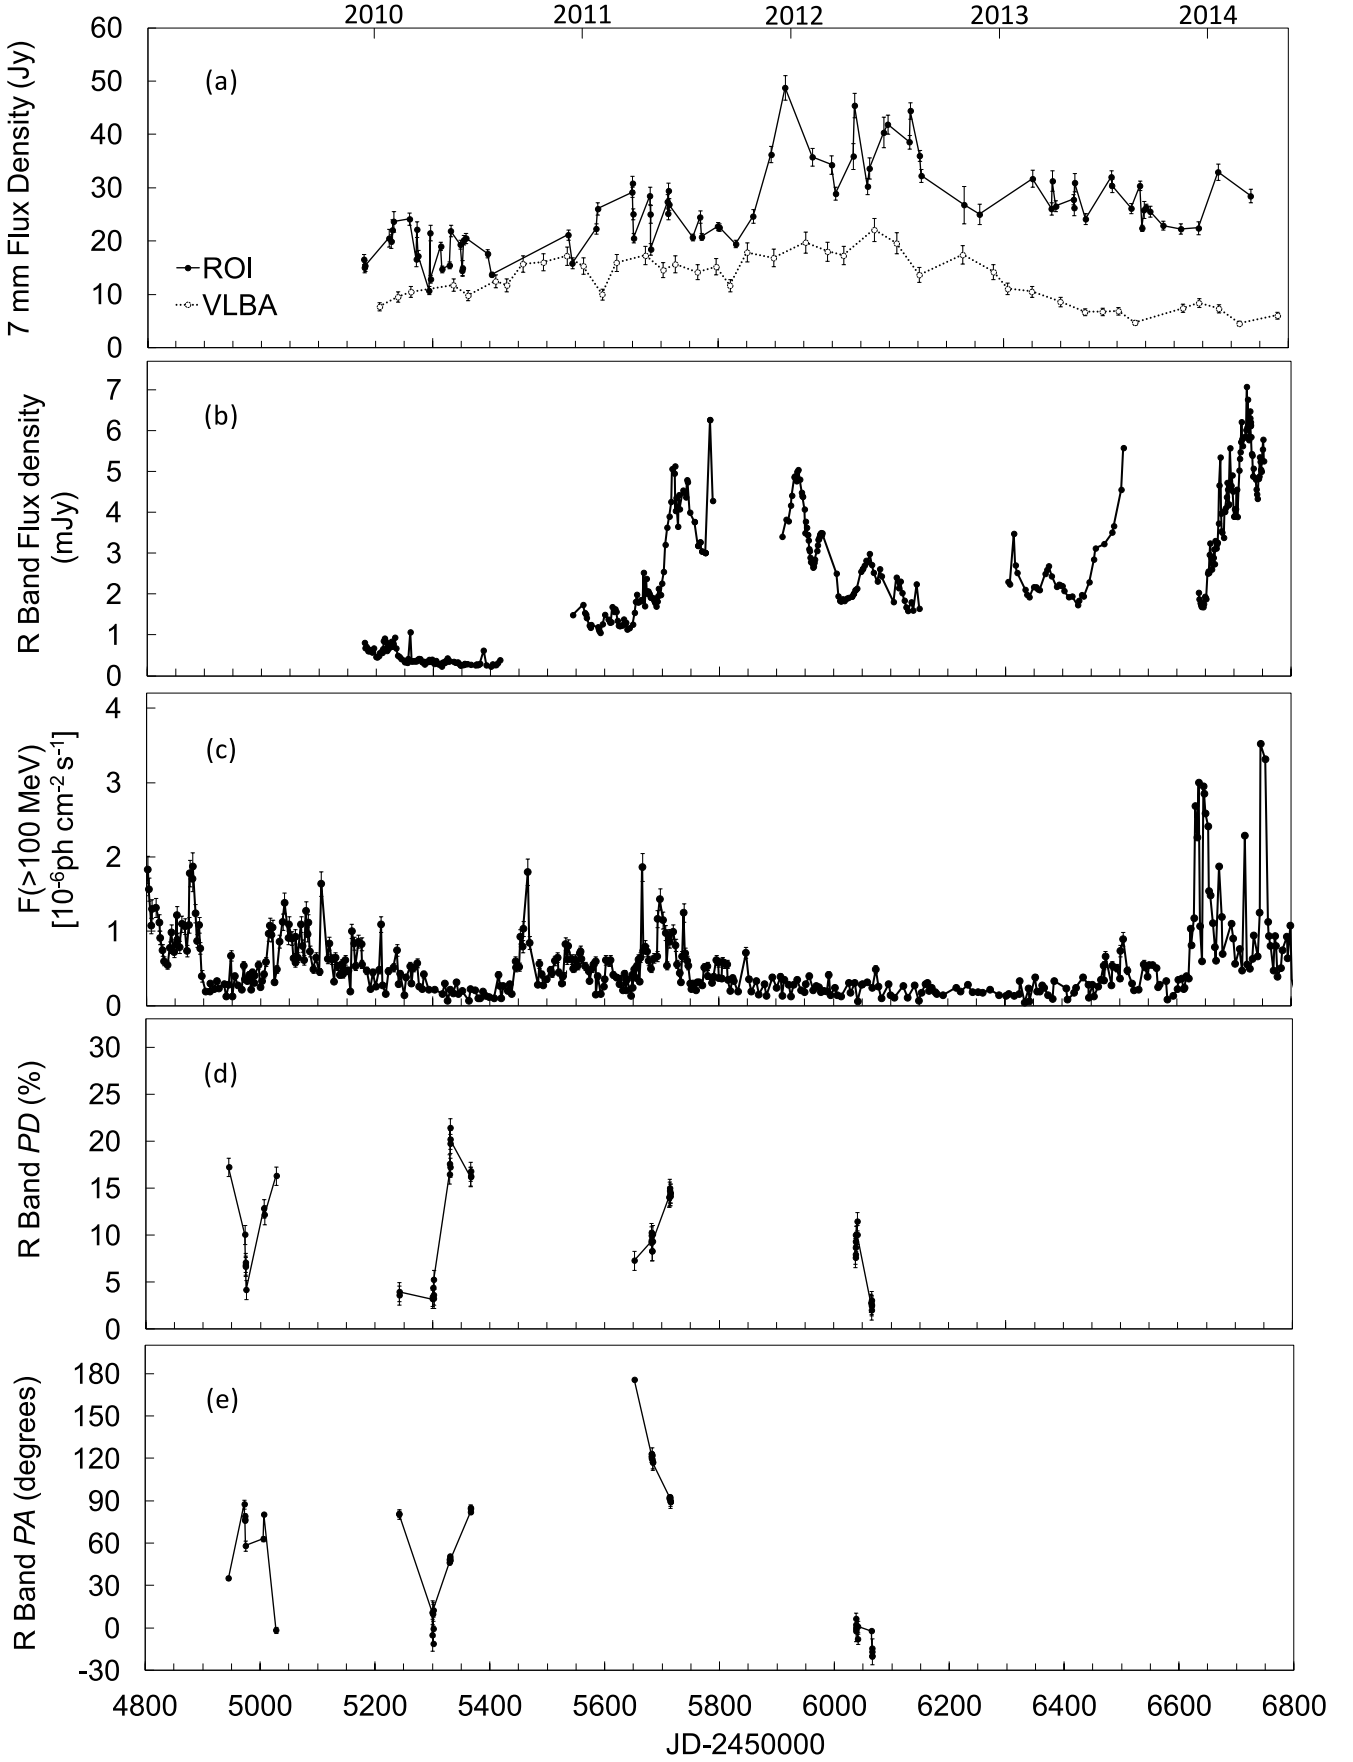 2010 2011 2012 2013 2014
60
50
40
30
20
10
0
7 mm Flux Density (Jy)
(a)
ROI
VLBA
7
6
5
4
3
2
1
0
R Band Flux density
(mJy)
(b)
4
3
2
1
0
F(>100 MeV)
[10⁻⁶ph cm⁻² s⁻¹]
(c)
30
25
20
15
10
5
0
R Band PD (%)
(d)
180
150
120
90
60
30
0
-30
R Band PA (degrees)
(e)
4800 5000 5200 5400 5600 5800 6000 6200 6400 6600 6800
JD-2450000